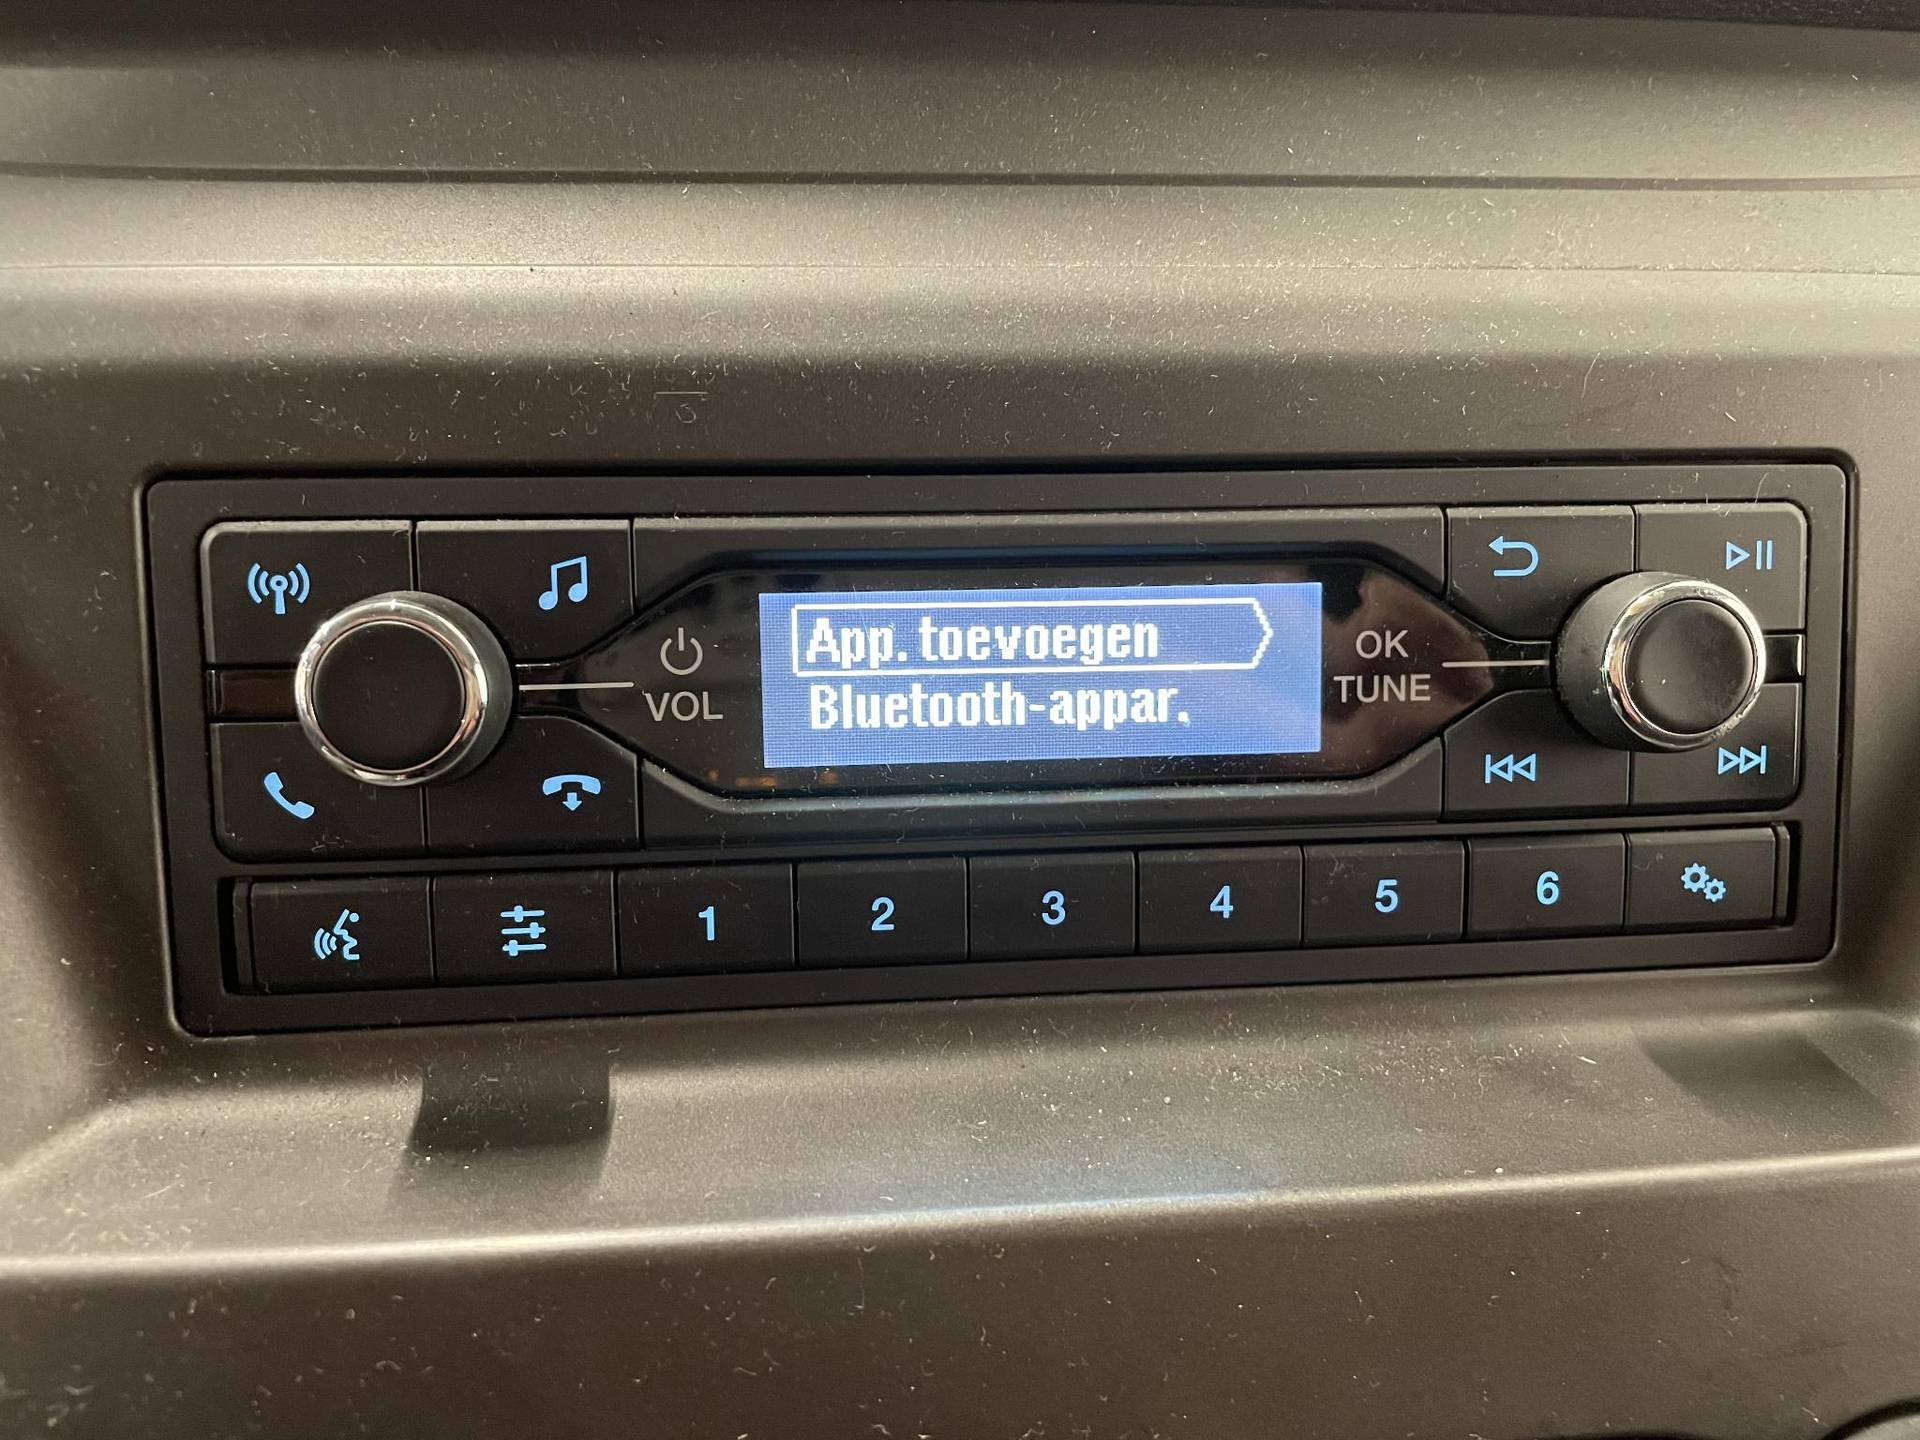 App. toevoegen
Bluetooth-appar.
VOL
OK
TUNE
1 2 3 4 5 6